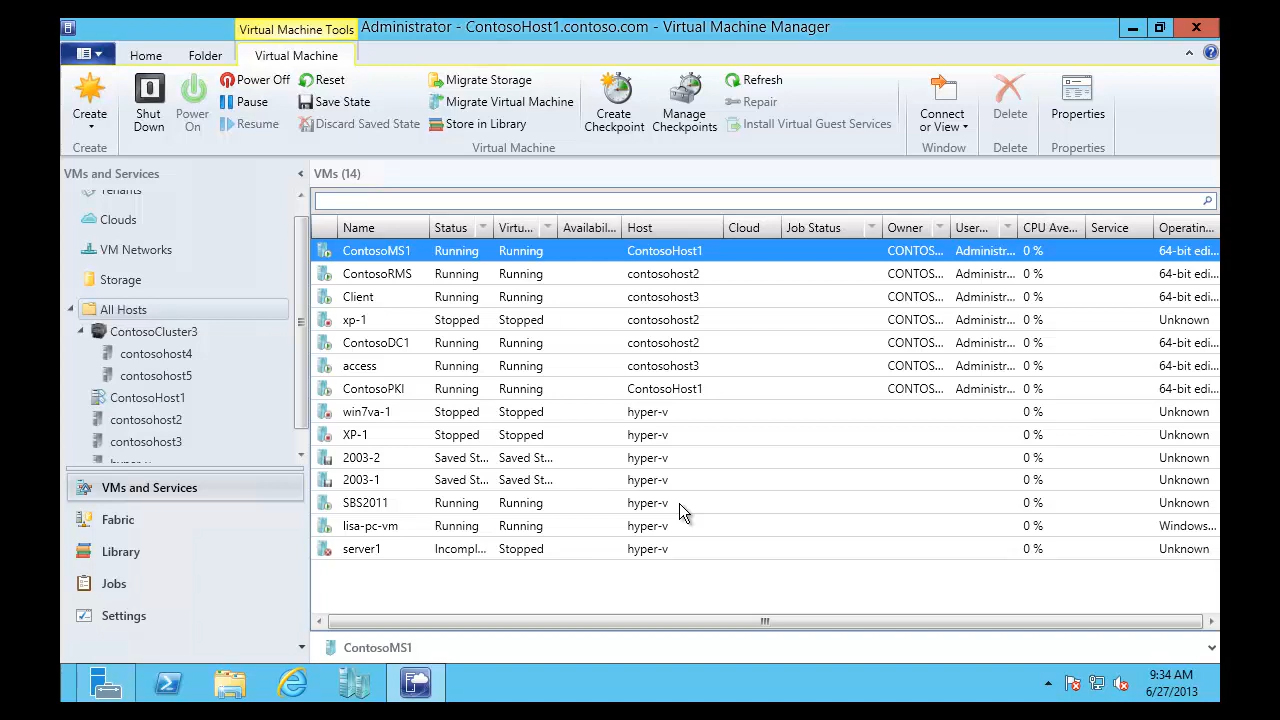 Virtual Machine Tools
Administrator - ContosoHost1.contoso.com - Virtual Machine Manager
Home Folder Virtual Machine
Create
Create
Shut Down
Power On
Power Off
Pause
Resume
Reset
Save State
Discard Saved State
Migrate Storage
Migrate Virtual Machine
Store in Library
Create Checkpoint
Manage Checkpoints
Refresh
Repair
Install Virtual Guest Services
Virtual Machine
Connect or View
Window
Delete
Delete
Properties
Properties
VMs and Services
Tenants
Clouds
VM Networks
Storage
All Hosts
ContosoCluster3
contosohost4
contosohost5
ContosoHost1
contosohost2
contosohost3
hyper-v
VMs and Services
Fabric
Library
Jobs
Settings
VMs (14)
Name Status Virtu... Availabil... Host Cloud Job Status Owner User... CPU Ave... Service Operatin...
ContosoMS1 Running Running ContosoHost1 CONTOS... Administr... 0 % 64-bit edi...
ContosoRMS Running Running contosohost2 CONTOS... Administr... 0 % 64-bit edi...
Client Running Running contosohost3 CONTOS... Administr... 0 % 64-bit edi...
xp-1 Stopped Stopped contosohost2 CONTOS... Administr... 0 % Unknown
ContosoDC1 Running Running contosohost2 CONTOS... Administr... 0 % 64-bit edi...
access Running Running contosohost3 CONTOS... Administr... 0 % 64-bit edi...
ContosoPKI Running Running ContosoHost1 CONTOS... Administr... 0 % 64-bit edi...
win7va-1 Stopped Stopped hyper-v 0 % Unknown
XP-1 Stopped Stopped hyper-v 0 % Unknown
2003-2 Saved St... Saved St... hyper-v 0 % Unknown
2003-1 Saved St... Saved St... hyper-v 0 % Unknown
SBS2011 Running Running hyper-v 0 % Unknown
lisa-pc-vm Running Running hyper-v 0 % Windows...
server1 Incompl... Stopped hyper-v 0 % Unknown
ContosoMS1
9:34 AM
6/27/2013